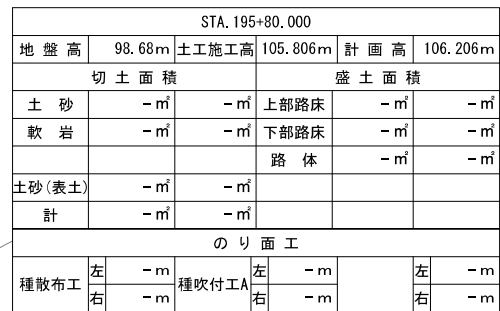 STA.195+80.000
地盤高 98.68m 土工施工高 105.806m 計画高 106.206m
切土面積 盛土面積
土砂 -㎡ -㎡ 上部路床 -㎡ -㎡
軟岩 -㎡ -㎡ 下部路床 -㎡ -㎡
路体 -㎡ -㎡
土砂(表土) -㎡ -㎡
計 -㎡ -㎡
のり面工
種散布工 左 -m 種吹付工A 左 -m 左 -m
右 -m 右 -m 右 -m